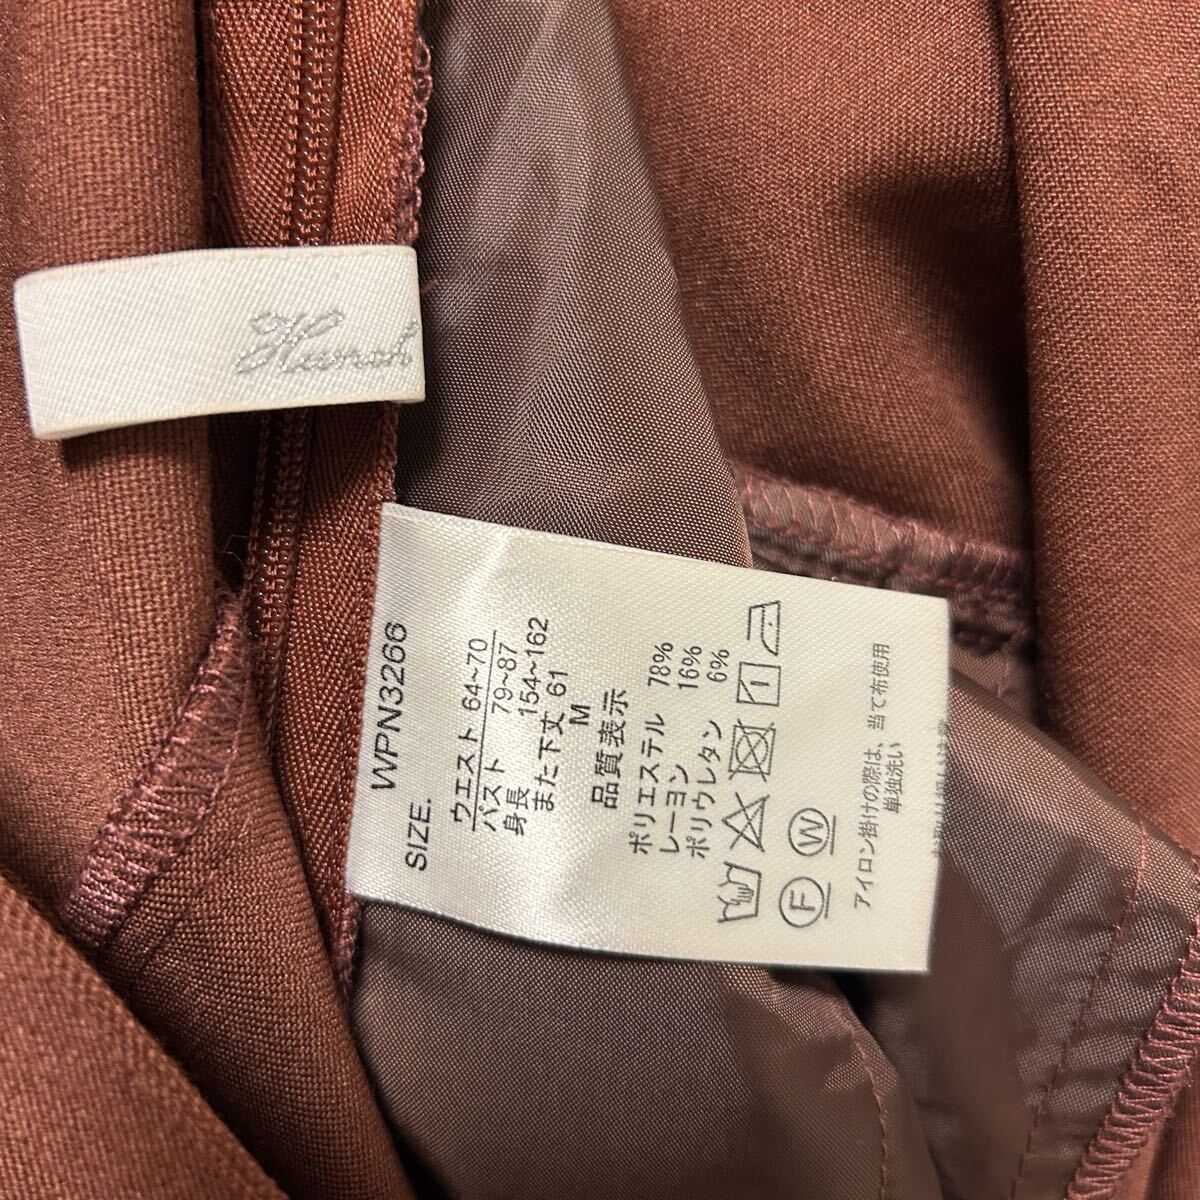 Hanch
WPN3266
SIZE.
ウエスト 64~70
バスト 79~87
身長 154~162
また下丈 61
M
品質表示
ポリエステル 78%
レーヨン 16%
ポリウレタン 6%
F W
アイロン掛けの際は、当て布使用
単独洗い